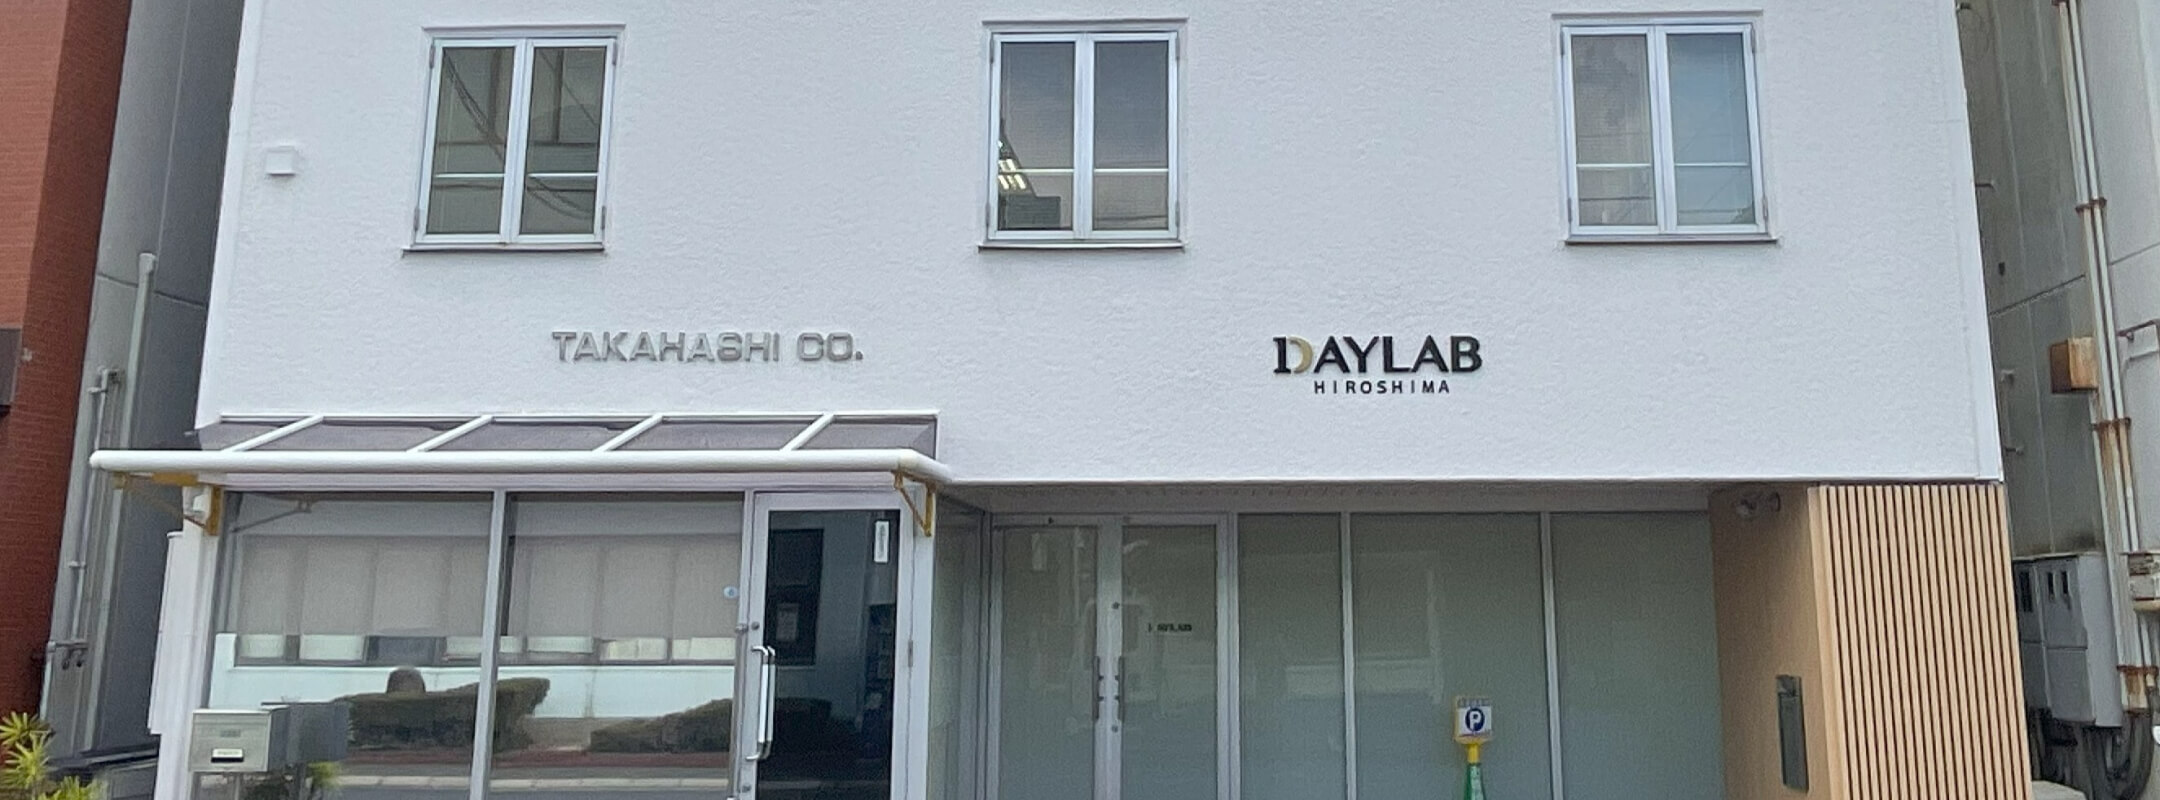 TAKAHASHI CO.
DAYLAB
HIROSHIMA
P